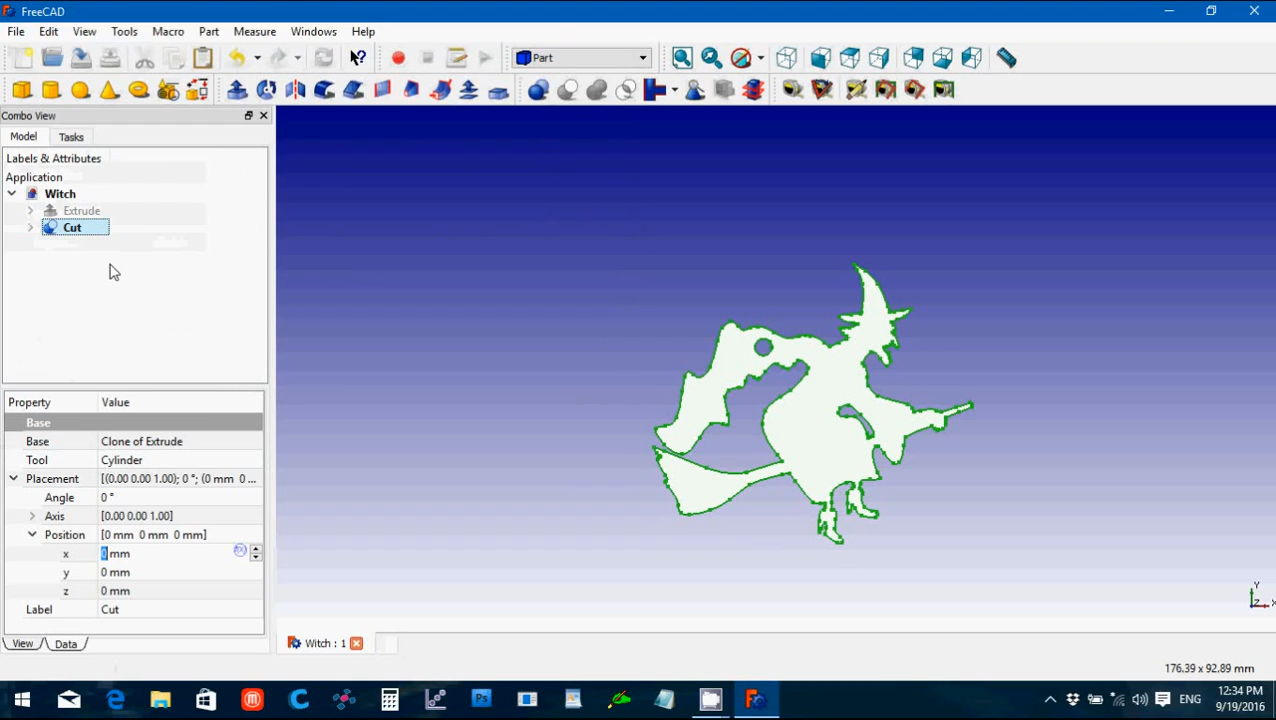 FreeCAD
File Edit View Tools Macro Part Measure Windows Help
Part
Combo View
Model Tasks
Labels & Attributes
Application
Witch
Extrude
Cut
Property Value
Base
Base Clone of Extrude
Tool Cylinder
Placement [(0.00 0.00 1.00); 0 °; (0 mm 0 ...
Angle 0 °
Axis [0.00 0.00 1.00]
Position [0 mm 0 mm 0 mm]
x 0 mm
y 0 mm
z 0 mm
Label Cut
View Data
Witch : 1
Y
Z X
176.39 x 92.89 mm
ENG
12:34 PM
9/19/2016